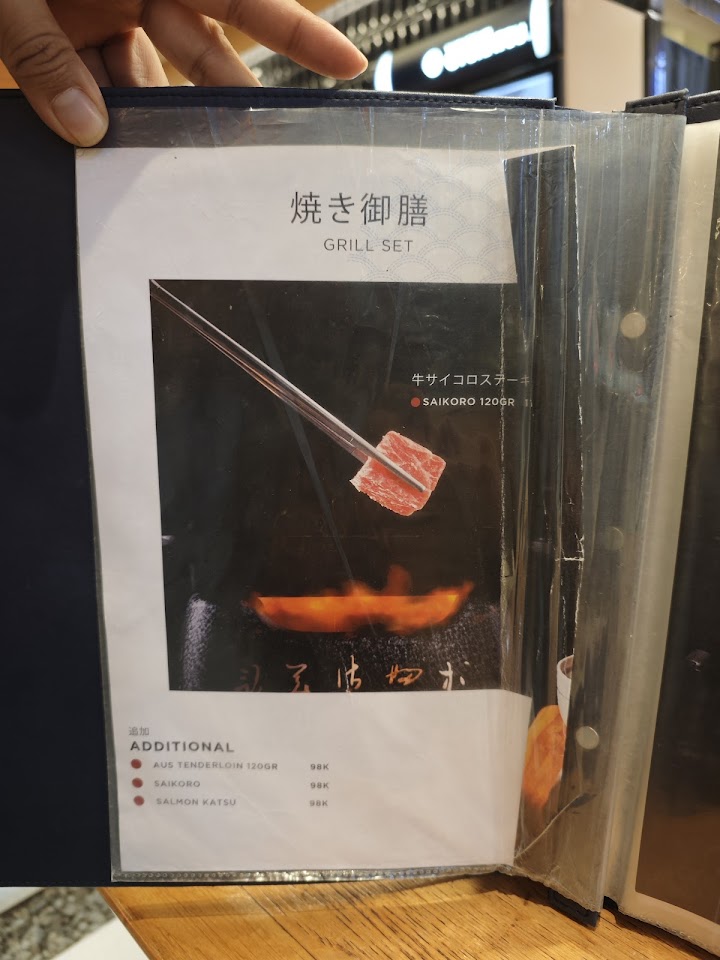 焼き御膳
GRILL SET
牛サイコロステーキ
SAIKORO 120GR
追加
ADDITIONAL
AUS TENDERLOIN 120GR 98K
SAIKORO 98K
SALMON KATSU 98K